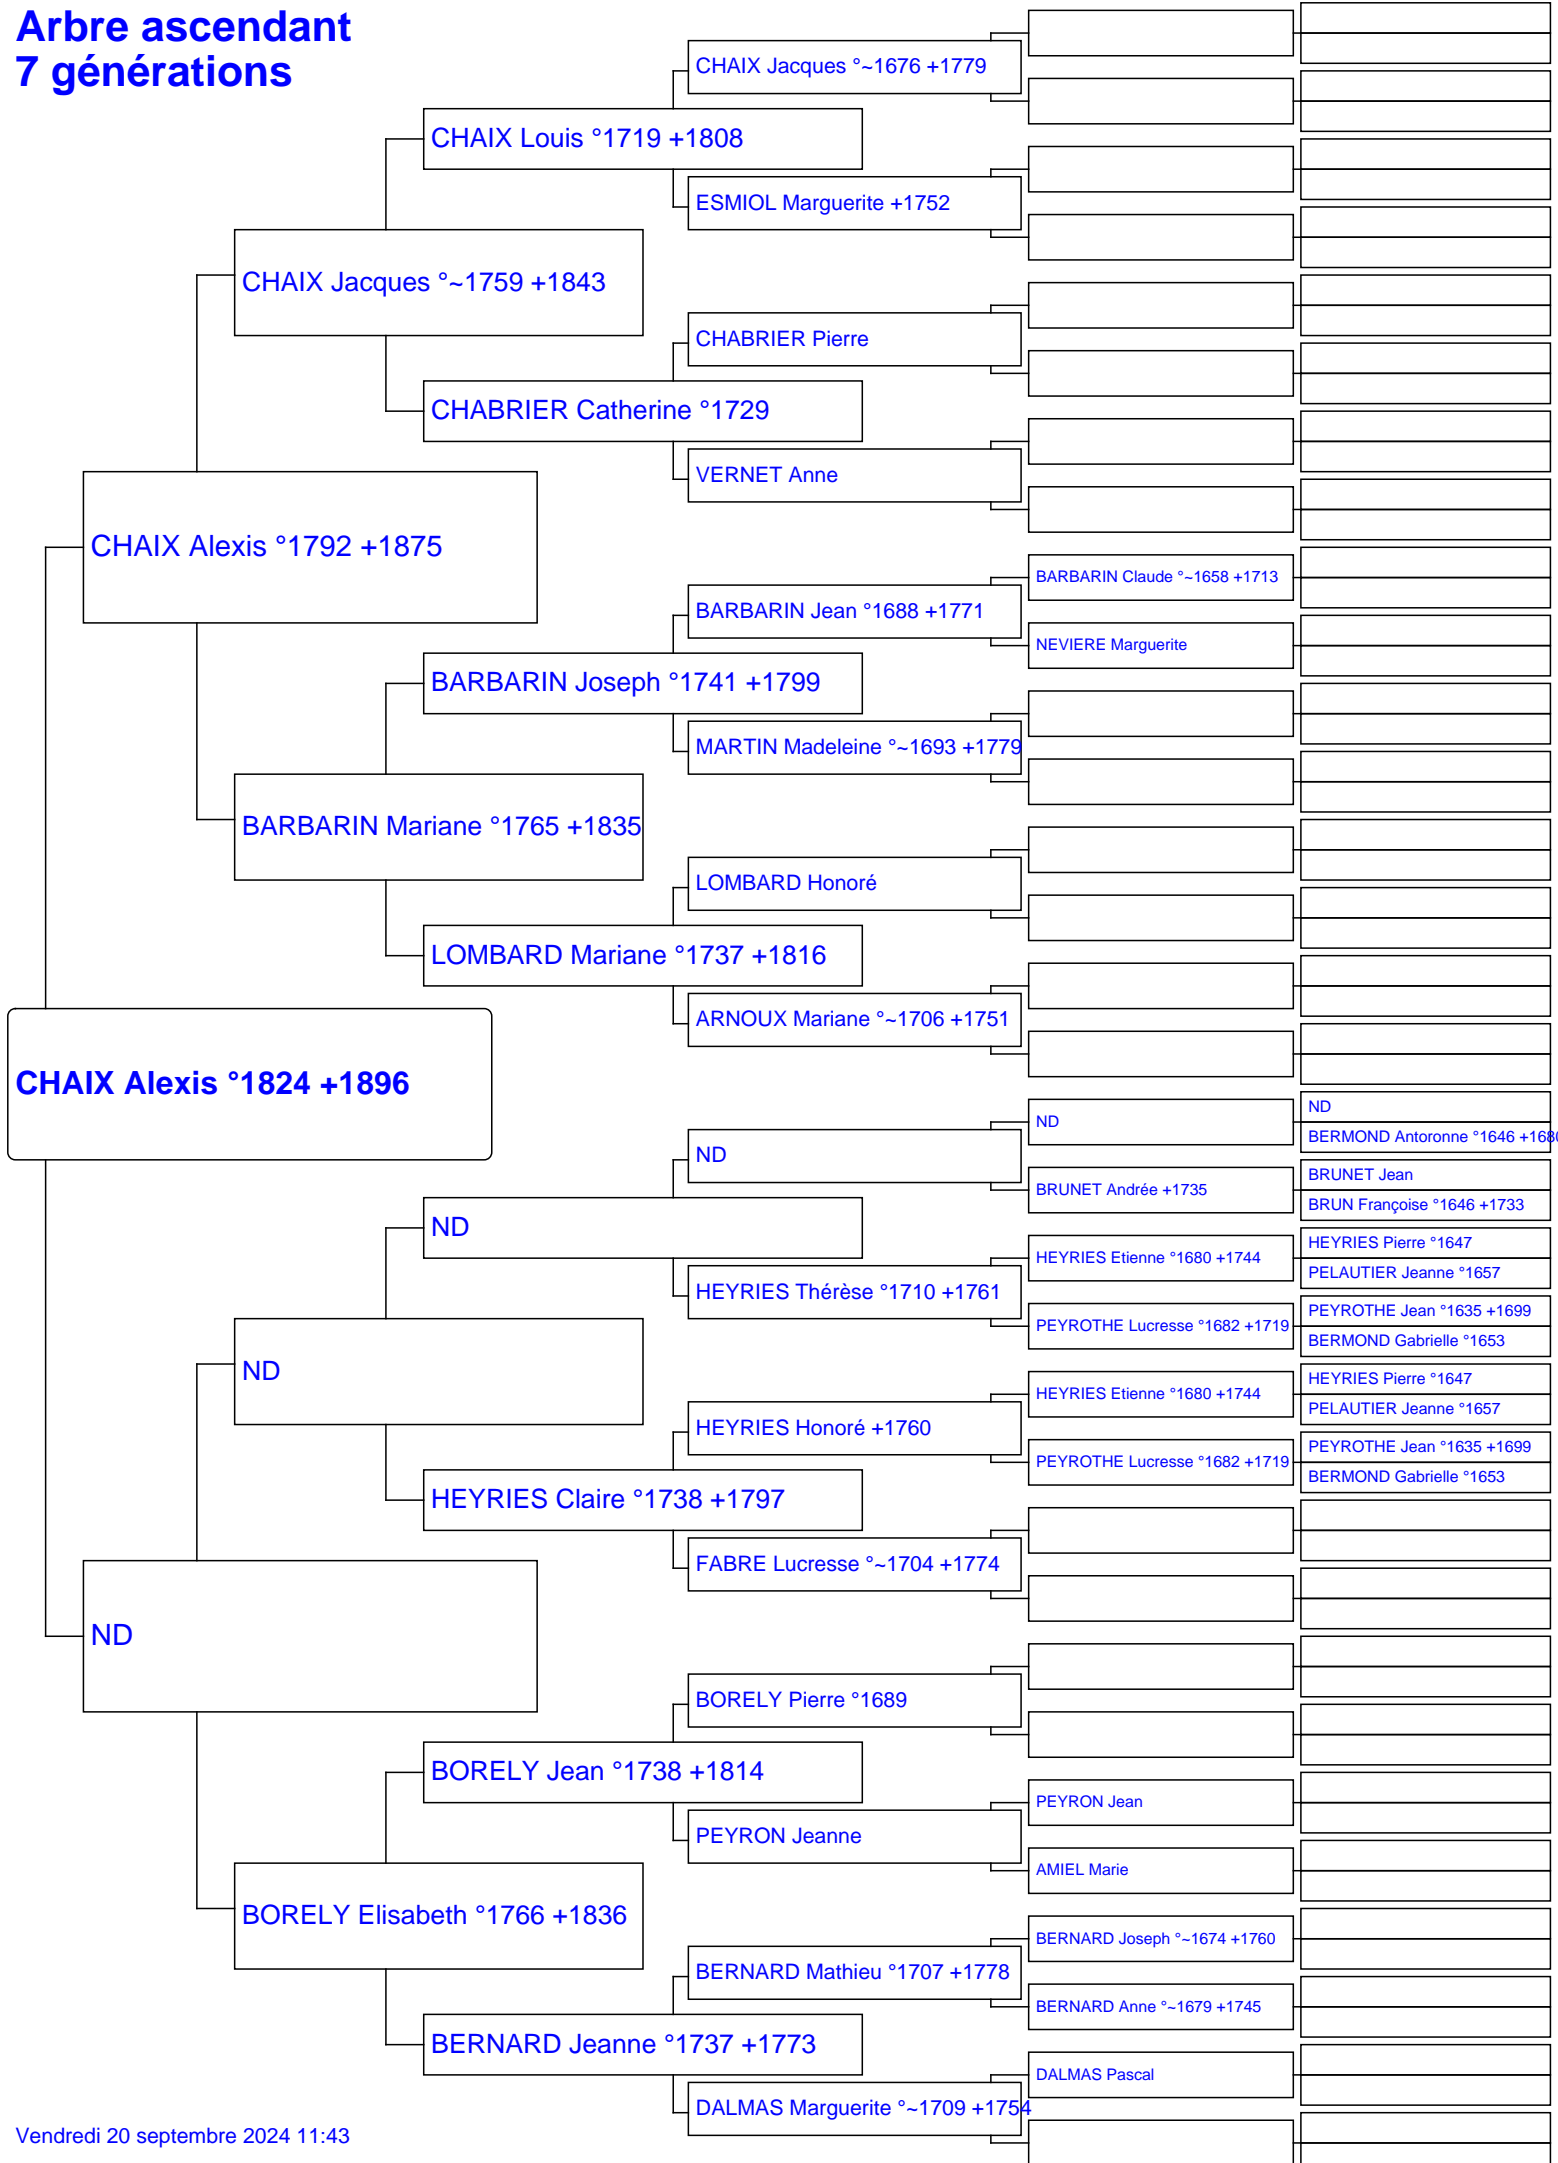 Arbre ascendant
7 générations
CHAIX Jacques °~1676 +1779
CHAIX Louis °1719 +1808
ESMIOL Marguerite +1752
CHAIX Jacques °~1759 +1843
CHABRIER Pierre
CHABRIER Catherine °1729
VERNET Anne
CHAIX Alexis °1792 +1875
BARBARIN Claude °~1658 +1713
BARBARIN Jean °1688 +1771
NEVIERE Marguerite
BARBARIN Joseph °1741 +1799
MARTIN Madeleine °~1693 +1779
BARBARIN Mariane °1765 +1835
LOMBARD Honoré
LOMBARD Mariane °1737 +1816
ARNOUX Mariane °~1706 +1751
CHAIX Alexis °1824 +1896
ND
ND
BERMOND Antoronne °1646 +1680
ND
BRUNET Jean
BRUNET Andrée +1735
BRUN Françoise °1646 +1733
ND
HEYRIES Pierre °1647
HEYRIES Etienne °1680 +1744
PELAUTIER Jeanne °1657
HEYRIES Thérèse °1710 +1761
PEYROTHE Jean °1635 +1699
PEYROTHE Lucresse °1682 +1719
BERMOND Gabrielle °1653
ND
HEYRIES Pierre °1647
HEYRIES Etienne °1680 +1744
PELAUTIER Jeanne °1657
HEYRIES Honoré +1760
PEYROTHE Jean °1635 +1699
PEYROTHE Lucresse °1682 +1719
BERMOND Gabrielle °1653
HEYRIES Claire °1738 +1797
FABRE Lucresse °~1704 +1774
ND
BORELY Pierre °1689
BORELY Jean °1738 +1814
PEYRON Jean
PEYRON Jeanne
AMIEL Marie
BORELY Elisabeth °1766 +1836
BERNARD Joseph °~1674 +1760
BERNARD Mathieu °1707 +1778
BERNARD Anne °~1679 +1745
BERNARD Jeanne °1737 +1773
DALMAS Pascal
DALMAS Marguerite °~1709 +1754
Vendredi 20 septembre 2024 11:43